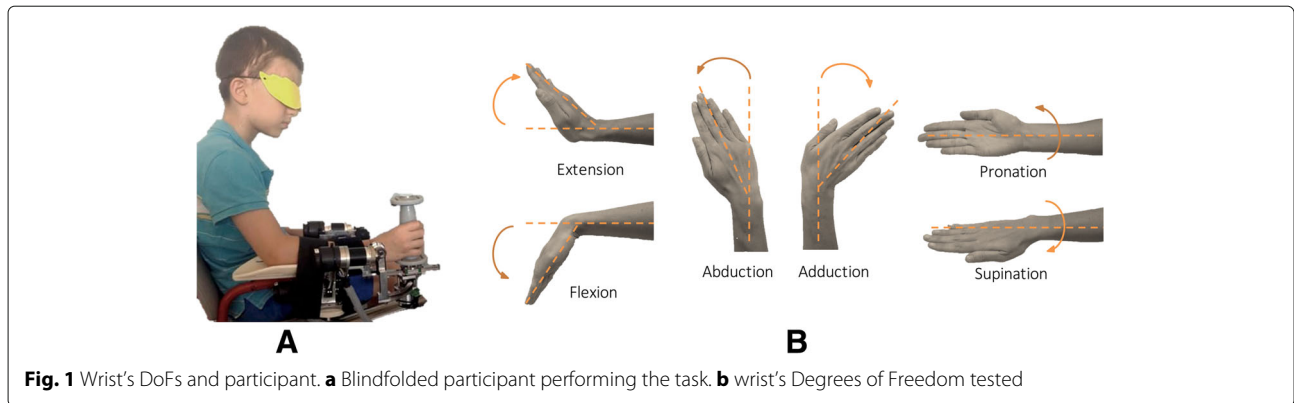 Extension
Flexion
Abduction
Adduction
Pronation
Supination
A
B
Fig. 1 Wrist's DoFs and participant. a Blindfolded participant performing the task. b wrist's Degrees of Freedom tested